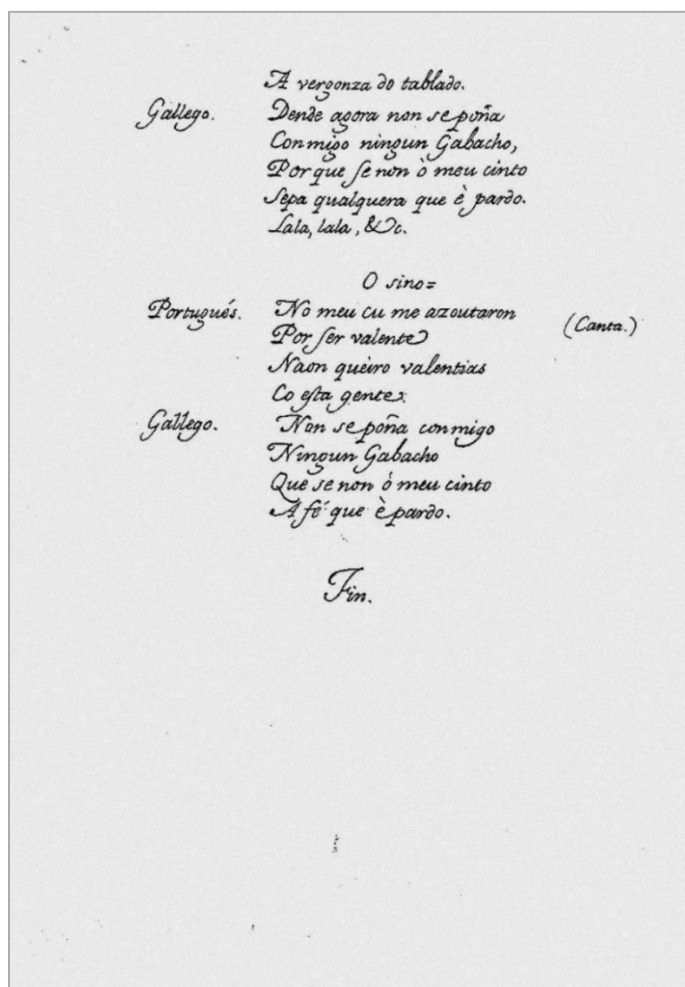 A vergonza do tablado.
Gallego. Dende agora non se poña
Conmigo ningun Gabacho,
Por que se non ò meu cinto
Sepa qualquera que è pardo.
Lala, lala, &c.
O sino=
Portugués. No meu cu me azoutaron (Canta.)
Por ser valente
Naon queiro valentias
Co esta gente:
Gallego. Non se poña conmigo
Ningun Gabacho
Que se non ó meu cinto
A fé que è pardo.
Fin.